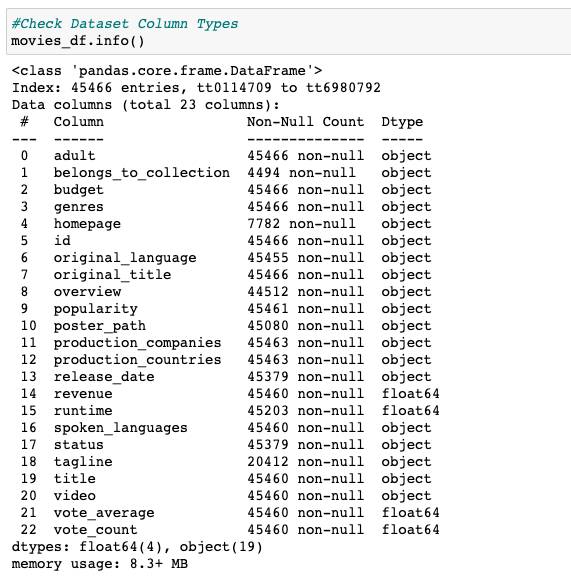 #Check Dataset Column Types
movies_df.info()
<class 'pandas.core.frame.DataFrame'>
Index: 45466 entries, tt0114709 to tt6980792
Data columns (total 23 columns):
 #   Column                 Non-Null Count  Dtype
---  ------                 --------------  -----
 0   adult                  45466 non-null  object
 1   belongs_to_collection  4494 non-null   object
 2   budget                 45466 non-null  object
 3   genres                 45466 non-null  object
 4   homepage               7782 non-null   object
 5   id                     45466 non-null  object
 6   original_language      45455 non-null  object
 7   original_title         45466 non-null  object
 8   overview               44512 non-null  object
 9   popularity             45461 non-null  object
 10  poster_path            45080 non-null  object
 11  production_companies   45463 non-null  object
 12  production_countries   45463 non-null  object
 13  release_date           45379 non-null  object
 14  revenue                45460 non-null  float64
 15  runtime                45203 non-null  float64
 16  spoken_languages       45460 non-null  object
 17  status                 45379 non-null  object
 18  tagline                20412 non-null  object
 19  title                  45460 non-null  object
 20  video                  45460 non-null  object
 21  vote_average           45460 non-null  float64
 22  vote_count             45460 non-null  float64
dtypes: float64(4), object(19)
memory usage: 8.3+ MB